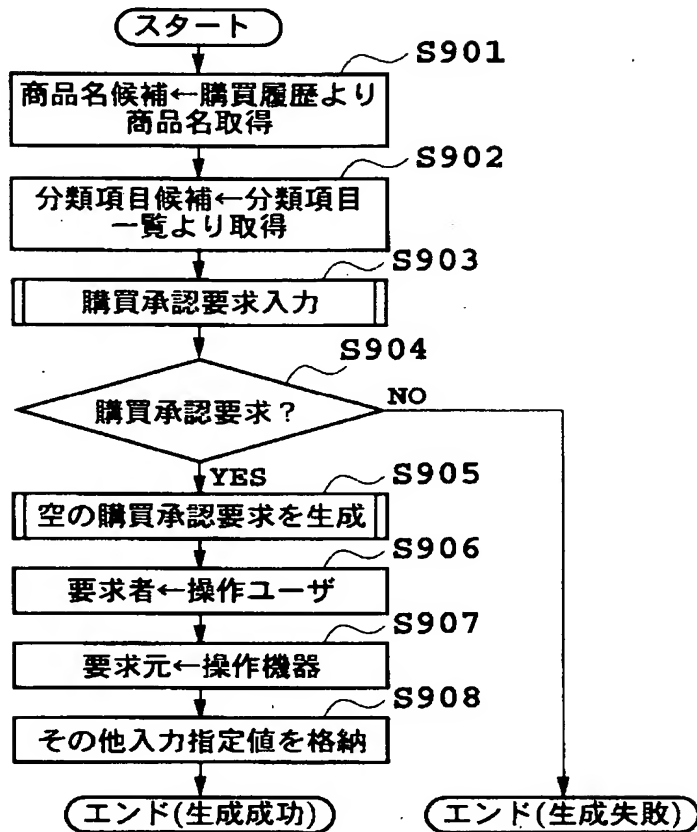 スタート
S901
商品名候補←購買履歴より
商品名取得
S902
分類項目候補←分類項目
一覧より取得
S903
購買承認要求入力
S904
購買承認要求？
NO
YES
S905
空の購買承認要求を生成
S906
要求者←操作ユーザ
S907
要求元←操作機器
S908
その他入力指定値を格納
エンド(生成成功)
エンド(生成失敗)